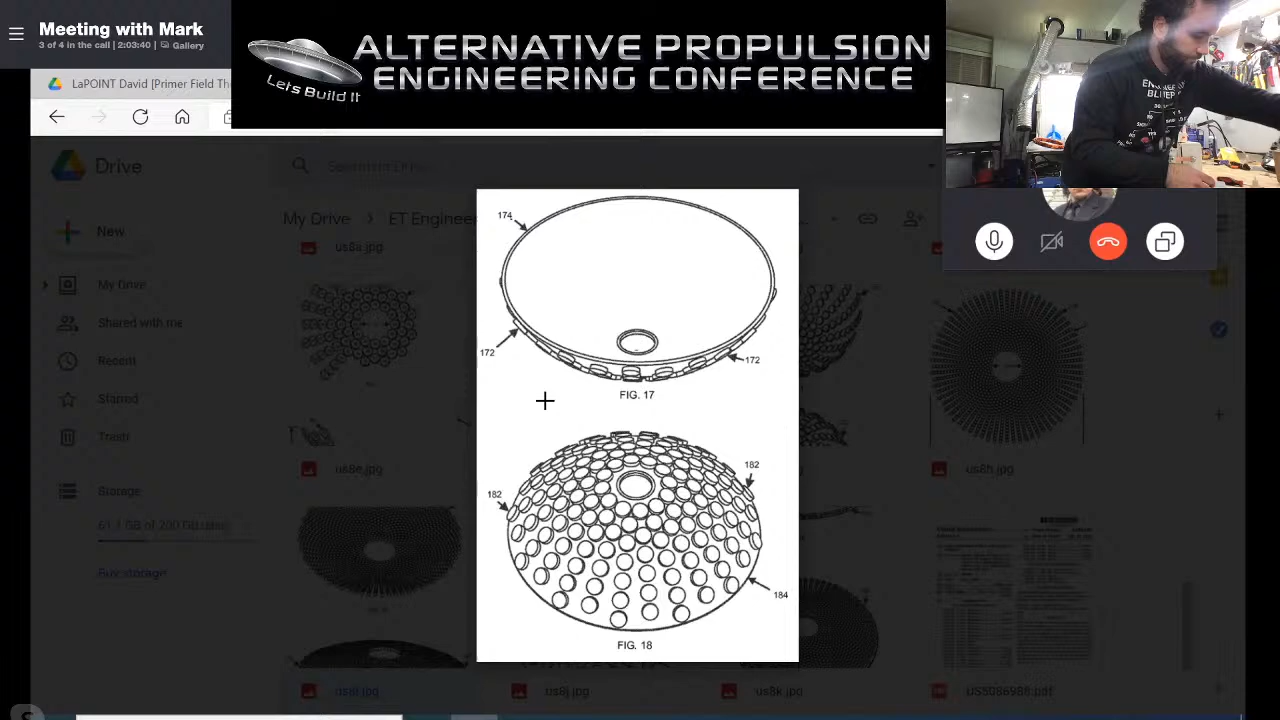 Meeting with Mark
3 of 4 in the call | 2:03:40 | Gallery
Let's Build It
ALTERNATIVE PROPULSION
ENGINEERING CONFERENCE
LaPOINT David [Primer Field Th
Drive
My Drive
ET Enginee
New
My Drive
Shared with me
Recent
Starred
Trash
Storage
Buy storage
us8a.jpg
us8e.jpg
us8h.jpg
us8i.jpg
us8j.jpg
us8k.jpg
US5086988.pdf
174
172
172
FIG. 17
182
182
184
FIG. 18